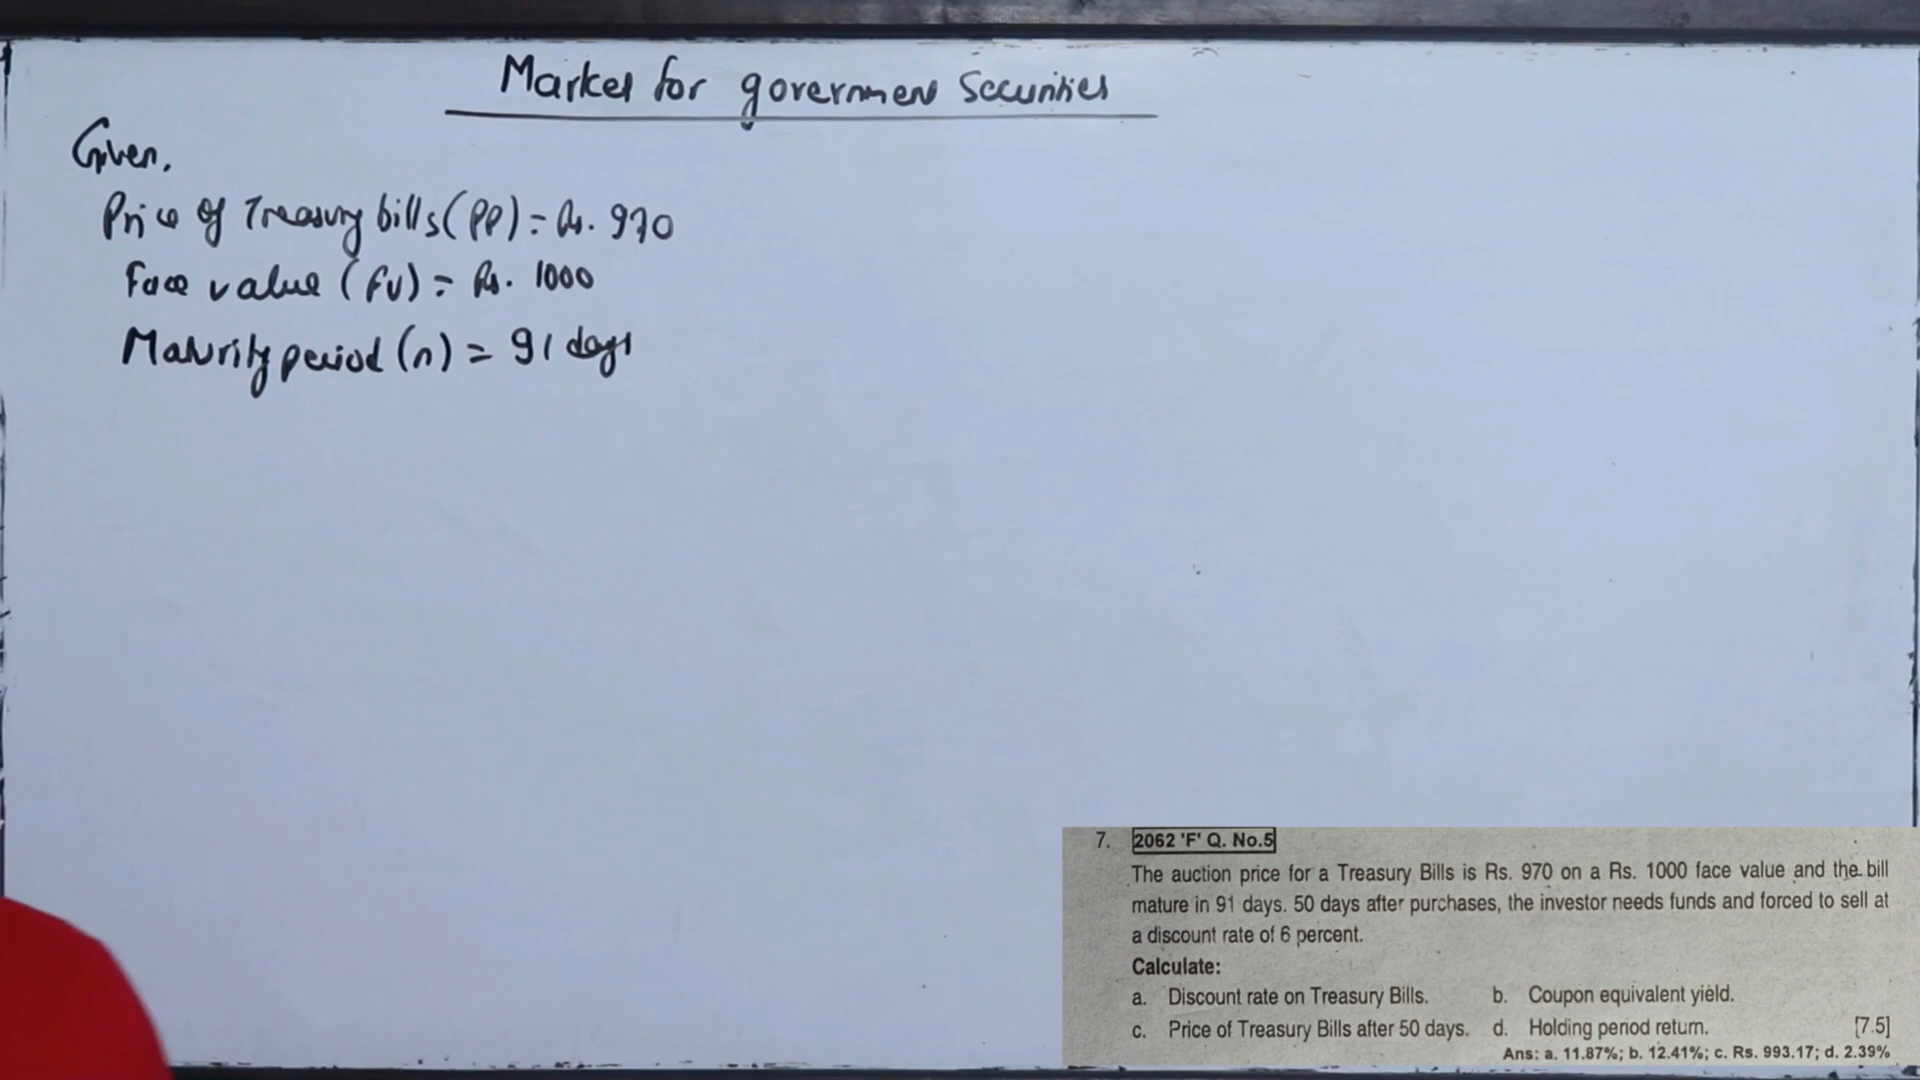 Market for government Securities
Given,
Price of Treasury bills (PP) = Rs. 970
Face value (FV) = Rs. 1000
Maturity period (n) = 91 days
7. 2062 'F' Q. No.5
The auction price for a Treasury Bills is Rs. 970 on a Rs. 1000 face value and the bill
mature in 91 days. 50 days after purchases, the investor needs funds and forced to sell at
a discount rate of 6 percent.
Calculate:
a. Discount rate on Treasury Bills. b. Coupon equivalent yield.
c. Price of Treasury Bills after 50 days. d. Holding period return. [7.5]
Ans: a. 11.87%; b. 12.41%; c. Rs. 993.17; d. 2.39%